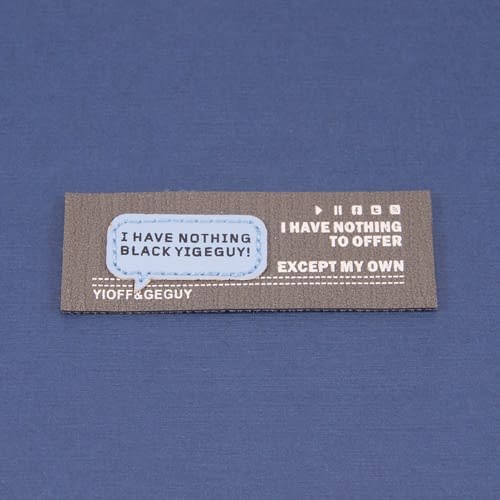 I HAVE NOTHING
BLACK YIGEGUY!
I HAVE NOTHING
TO OFFER
EXCEPT MY OWN
YIOFF&GEGUY